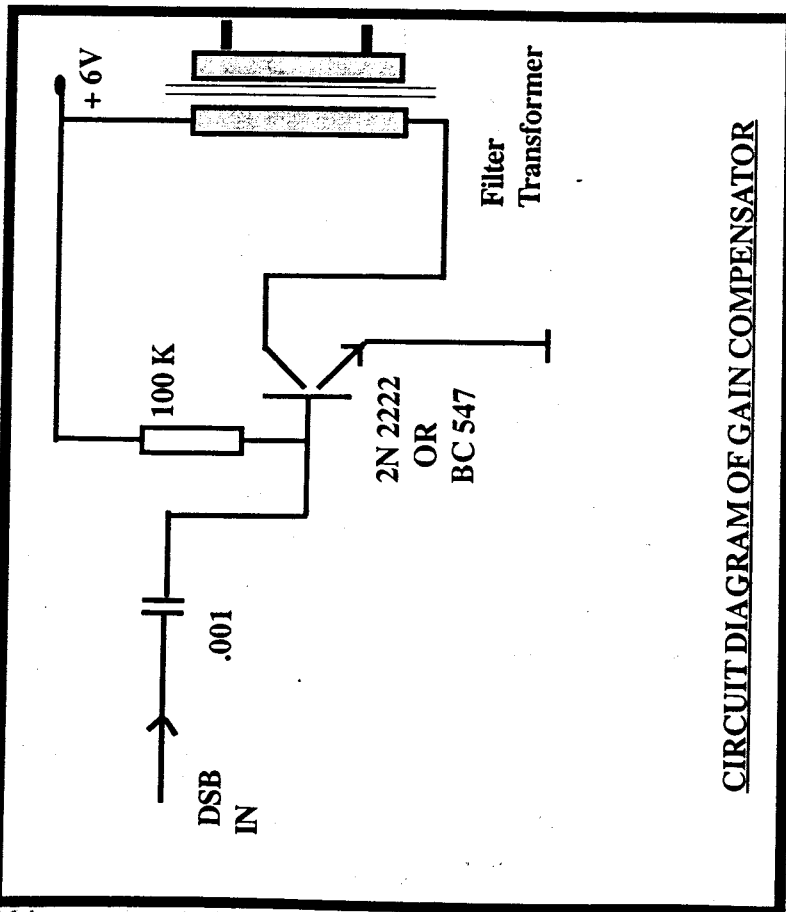 + 6V
100 K
.001
DSB
IN
2N 2222
OR
BC 547
Filter
Transformer
CIRCUIT DIAGRAM OF GAIN COMPENSATOR